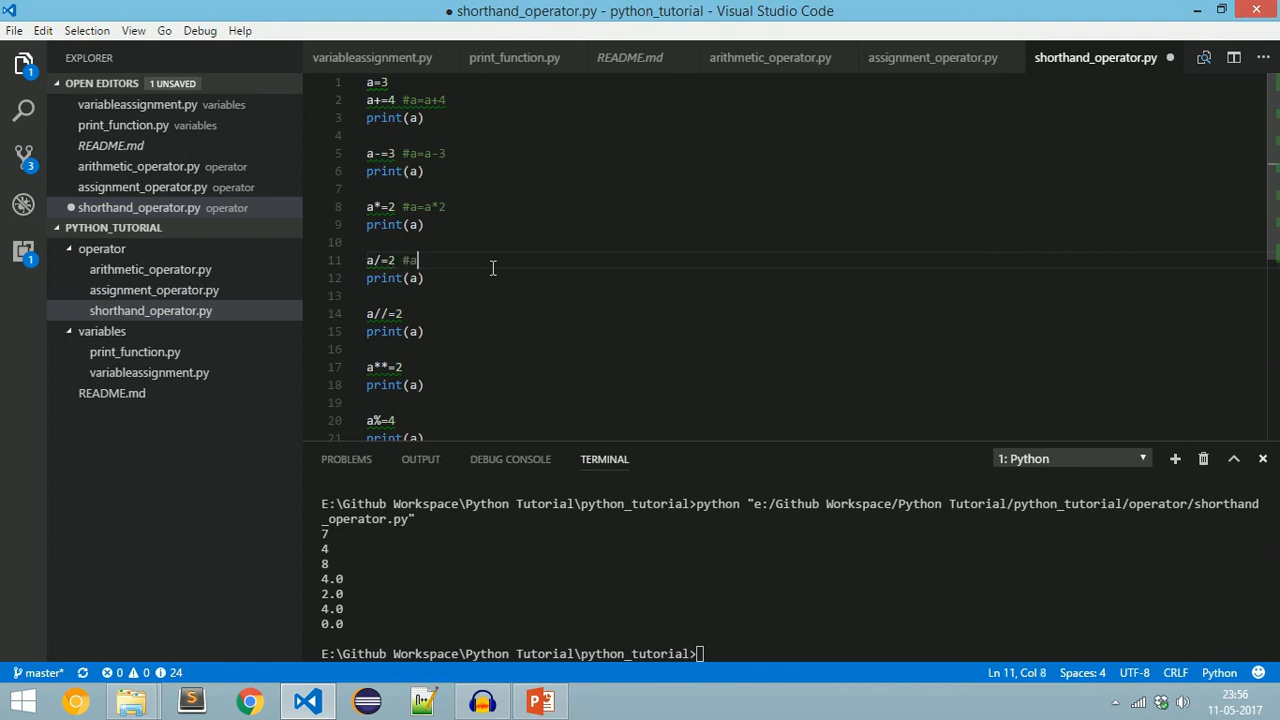 ● shorthand_operator.py - python_tutorial - Visual Studio Code
File Edit Selection View Go Debug Help
EXPLORER
OPEN EDITORS 1 UNSAVED
variableassignment.py variables
print_function.py variables
README.md
arithmetic_operator.py operator
assignment_operator.py operator
shorthand_operator.py operator
PYTHON_TUTORIAL
operator
arithmetic_operator.py
assignment_operator.py
shorthand_operator.py
variables
print_function.py
variableassignment.py
README.md
1
3
1
variableassignment.py print_function.py README.md arithmetic_operator.py assignment_operator.py shorthand_operator.py
1 a=3
2 a+=4 #a=a+4
3 print(a)
4
5 a-=3 #a=a-3
6 print(a)
7
8 a*=2 #a=a*2
9 print(a)
10
11 a/=2 #a
12 print(a)
13
14 a//=2
15 print(a)
16
17 a**=2
18 print(a)
19
20 a%=4
21 print(a)
PROBLEMS OUTPUT DEBUG CONSOLE TERMINAL 1: Python
E:\Github Workspace\Python Tutorial\python_tutorial>python "e:/Github Workspace/Python Tutorial/python_tutorial/operator/shorthand
_operator.py"
7
4
8
4.0
2.0
4.0
0.0
E:\Github Workspace\Python Tutorial\python_tutorial>
master* 0 0 24 Ln 11, Col 8 Spaces: 4 UTF-8 CRLF Python
23:56
11-05-2017